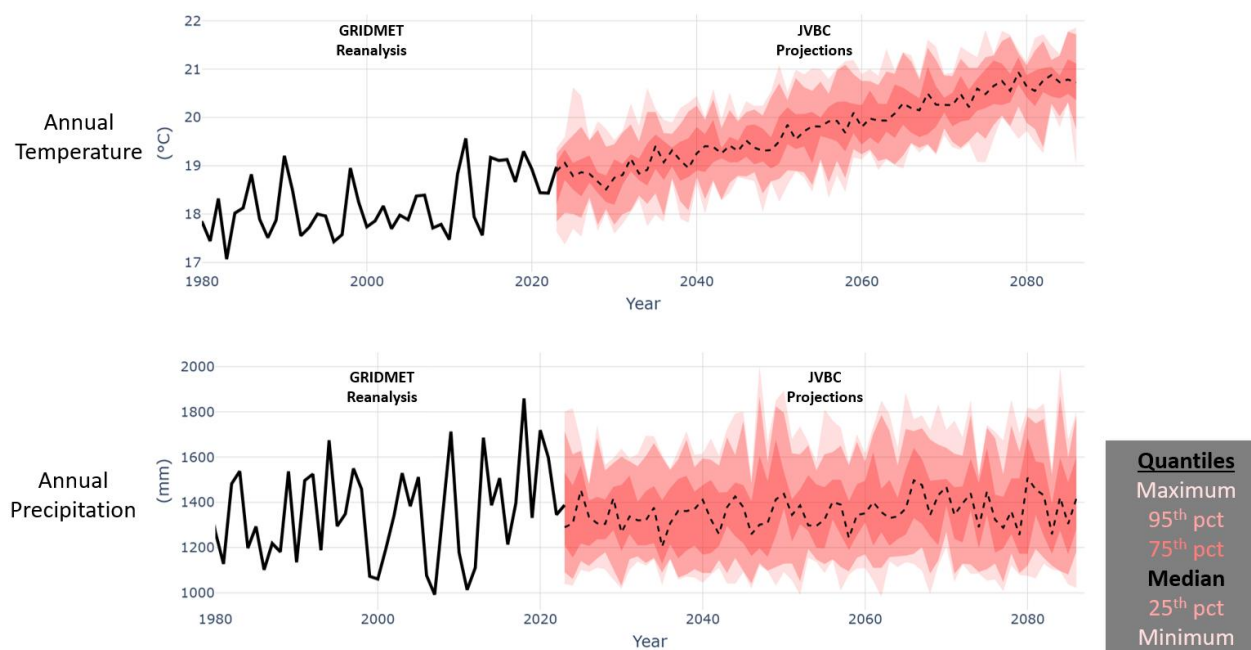 22
GRIDMET
Reanalysis
JVBC
Projections
21
Annual
Temperature
(°C)
20
19
18
17
1980
2000
2020
2040
2060
2080
Year
2000
GRIDMET
Reanalysis
JVBC
Projections
1800
1600
Annual
Precipitation
(mm)
1400
1200
1000
1980
2000
2020
2040
2060
2080
Year
Quantiles
Maximum
95th pct
75th pct
Median
25th pct
Minimum